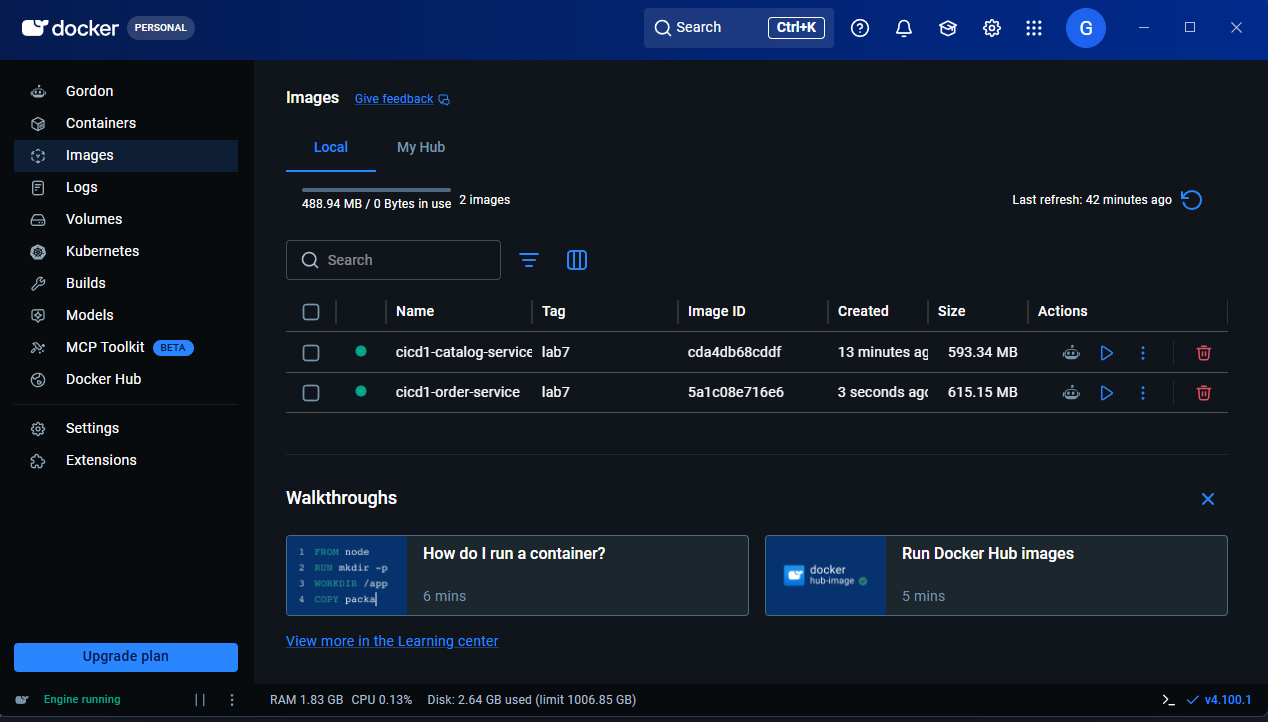 docker PERSONAL Search Ctrl+K G
Gordon
Containers
Images
Logs
Volumes
Kubernetes
Builds
Models
MCP Toolkit BETA
Docker Hub
Settings
Extensions
Upgrade plan
Images Give feedback
Local My Hub
488.94 MB / 0 Bytes in use 2 images Last refresh: 42 minutes ago
Search
Name Tag Image ID Created Size Actions
cicd1-catalog-service lab7 cda4db68cddf 13 minutes ag 593.34 MB
cicd1-order-service lab7 5a1c08e716e6 3 seconds ago 615.15 MB
Walkthroughs
1 FROM node
2 RUN mkdir -p
3 WORKDIR /app
4 COPY packa
How do I run a container?
6 mins
docker
hub-image
Run Docker Hub images
5 mins
View more in the Learning center
Engine running RAM 1.83 GB CPU 0.13% Disk: 2.64 GB used (limit 1006.85 GB) v4.100.1